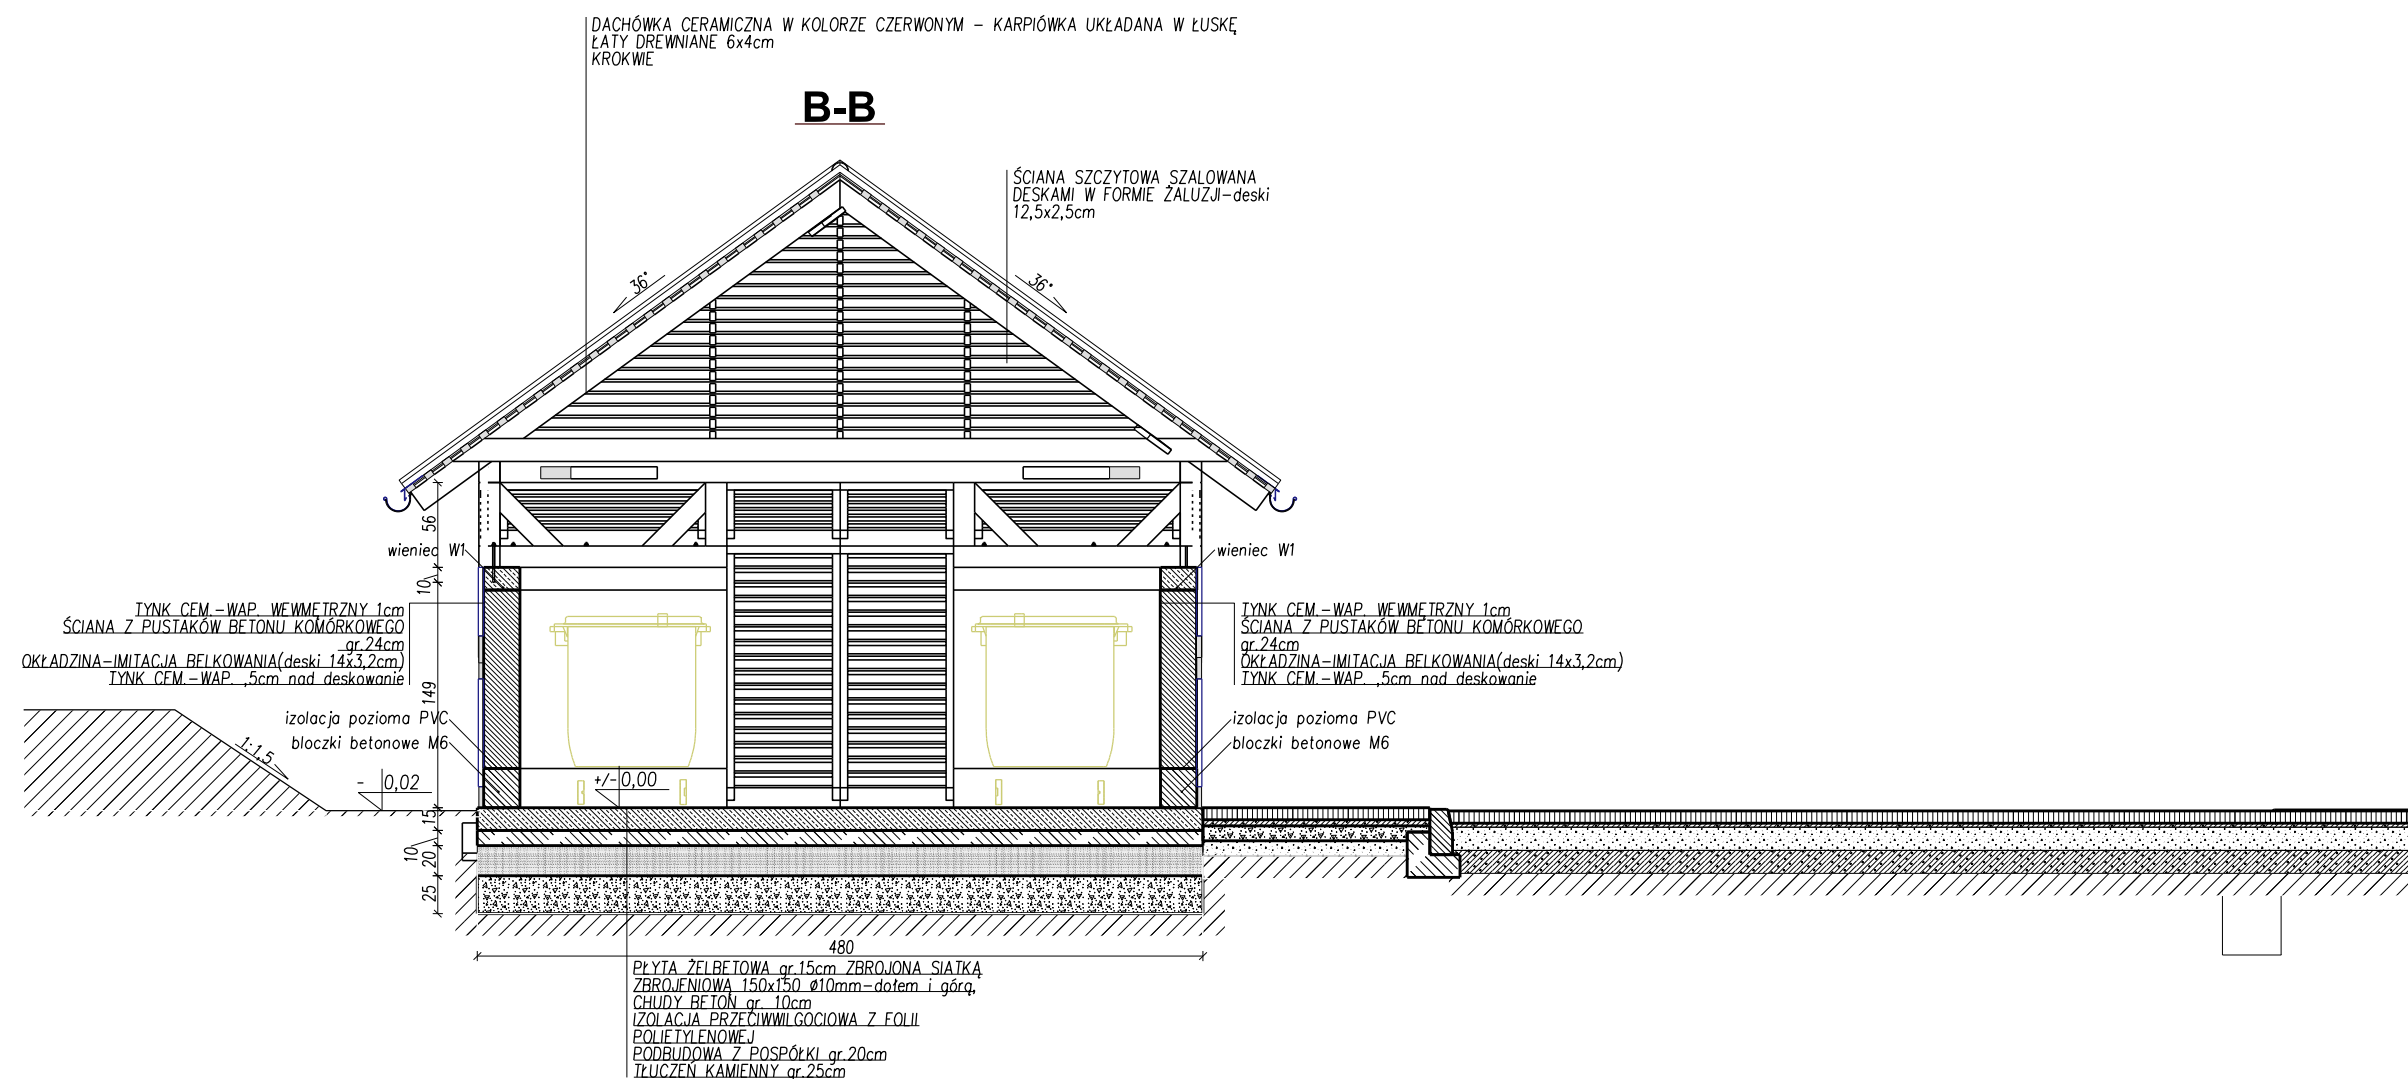 DACHÓWKA CERAMICZNA W KOLORZE CZERWONYM – KARPIÓWKA UKŁADANA W ŁUSKĘ
ŁATY DREWNIANE 6x4cm
KROKWIE
B-B
ŚCIANA SZCZYTOWA SZALOWANA
DESKAMI W FORMIE ŻALUZJI-deski
12,5x2,5cm
36°
36°
56
wieniec W1
wieniec W1
10
TYNK CEM.-WAP. WEWMĘTRZNY 1cm
ŚCIANA Z PUSTAKÓW BETONU KOMÓRKOWEGO
gr.24cm
OKŁADZINA-IMITACJA BELKOWANIA(deski 14x3,2cm)
TYNK CEM.-WAP. ,5cm nad deskowanie
TYNK CEM.-WAP. WEWMĘTRZNY 1cm
ŚCIANA Z PUSTAKÓW BETONU KOMÓRKOWEGO
gr.24cm
OKŁADZINA-IMITACJA BELKOWANIA(deski 14x3,2cm)
TYNK CEM.-WAP. ,5cm nad deskowanie
149
izolacja pozioma PVC
bloczki betonowe M6
izolacja pozioma PVC
bloczki betonowe M6
1:1,5
- 0,02
+/-0,00
15
10
20
25
480
PŁYTA ŻELBETOWA gr.15cm ZBROJONA SIATKĄ
ZBROJENIOWĄ 150x150 ø10mm-dołem i górą,
CHUDY BETON gr. 10cm
IZOLACJA PRZECIWWILGOCIOWA Z FOLII
POLIETYLENOWEJ
PODBUDOWA Z POSPÓŁKI gr.20cm
TŁUCZEŃ KAMIENNY gr.25cm